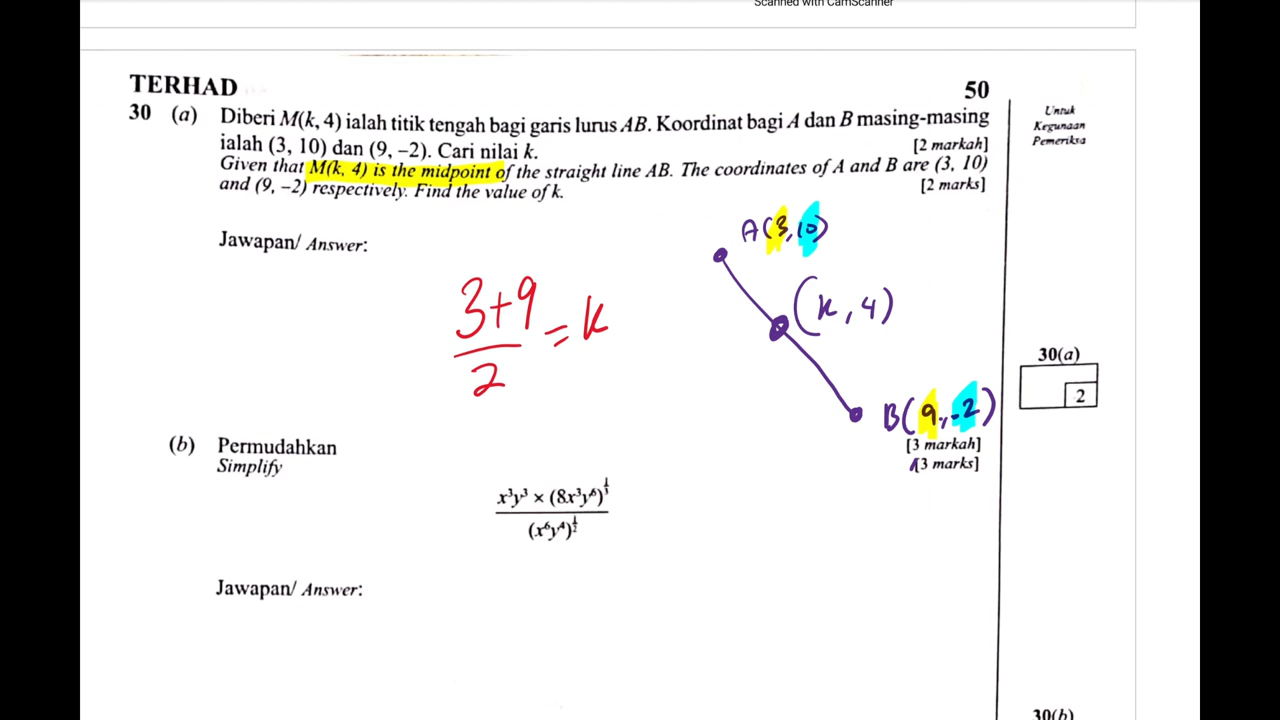 Scanned with CamScanner
TERHAD
50
30 (a) Diberi M(k, 4) ialah titik tengah bagi garis lurus AB. Koordinat bagi A dan B masing-masing
ialah (3, 10) dan (9, –2). Cari nilai k.
[2 markah]
Given that M(k, 4) is the midpoint of the straight line AB. The coordinates of A and B are (3, 10)
and (9, –2) respectively. Find the value of k.
[2 marks]
Untuk
Kegunaan
Pemeriksa
Jawapan/ Answer:
A(3,10)
3+9
2
= k
(k, 4)
B(9,-2)
30(a)
2
(b) Permudahkan
[3 markah]
Simplify
[3 marks]
x³y³ × (8x³y⁶)^⅓
(x⁶y⁴)^½
Jawapan/ Answer:
30(b)